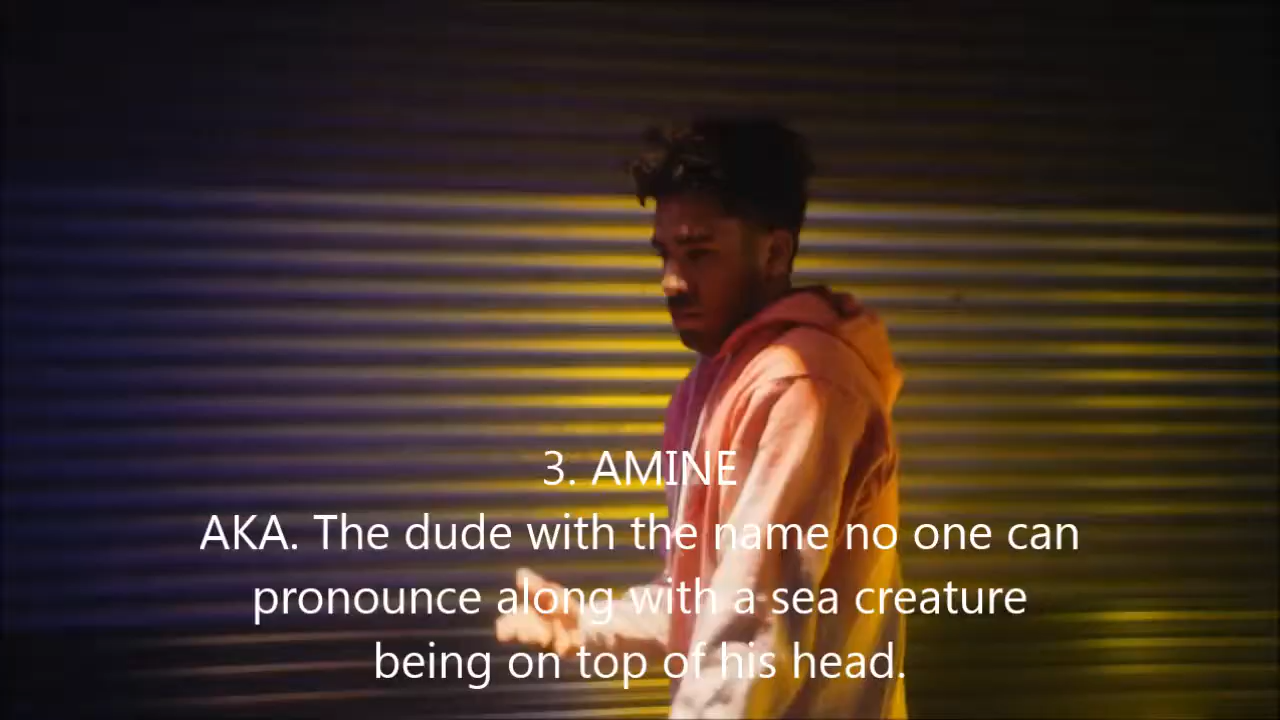 3. AMINE
AKA. The dude with the name no one can
pronounce along with a sea creature
being on top of his head.